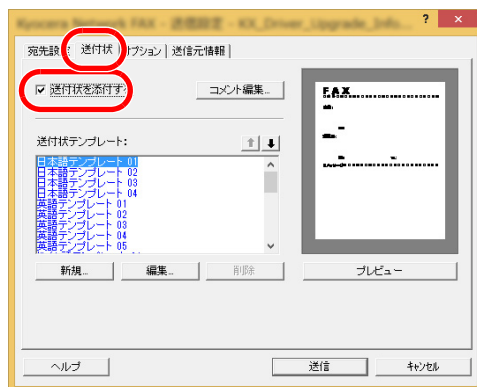 Kyocera Network FAX - 送信設定 - KX_Driver_Upgrade_Info...
宛先設定 送付状 オプション 送信元情報
送付状を添付する
コメント編集...
送付状テンプレート:
日本語テンプレート 01
日本語テンプレート 02
日本語テンプレート 03
日本語テンプレート 04
英語テンプレート 01
英語テンプレート 02
英語テンプレート 03
英語テンプレート 04
英語テンプレート 05
FAX
新規... 編集... 削除 プレビュー
ヘルプ 送信 キャンセル